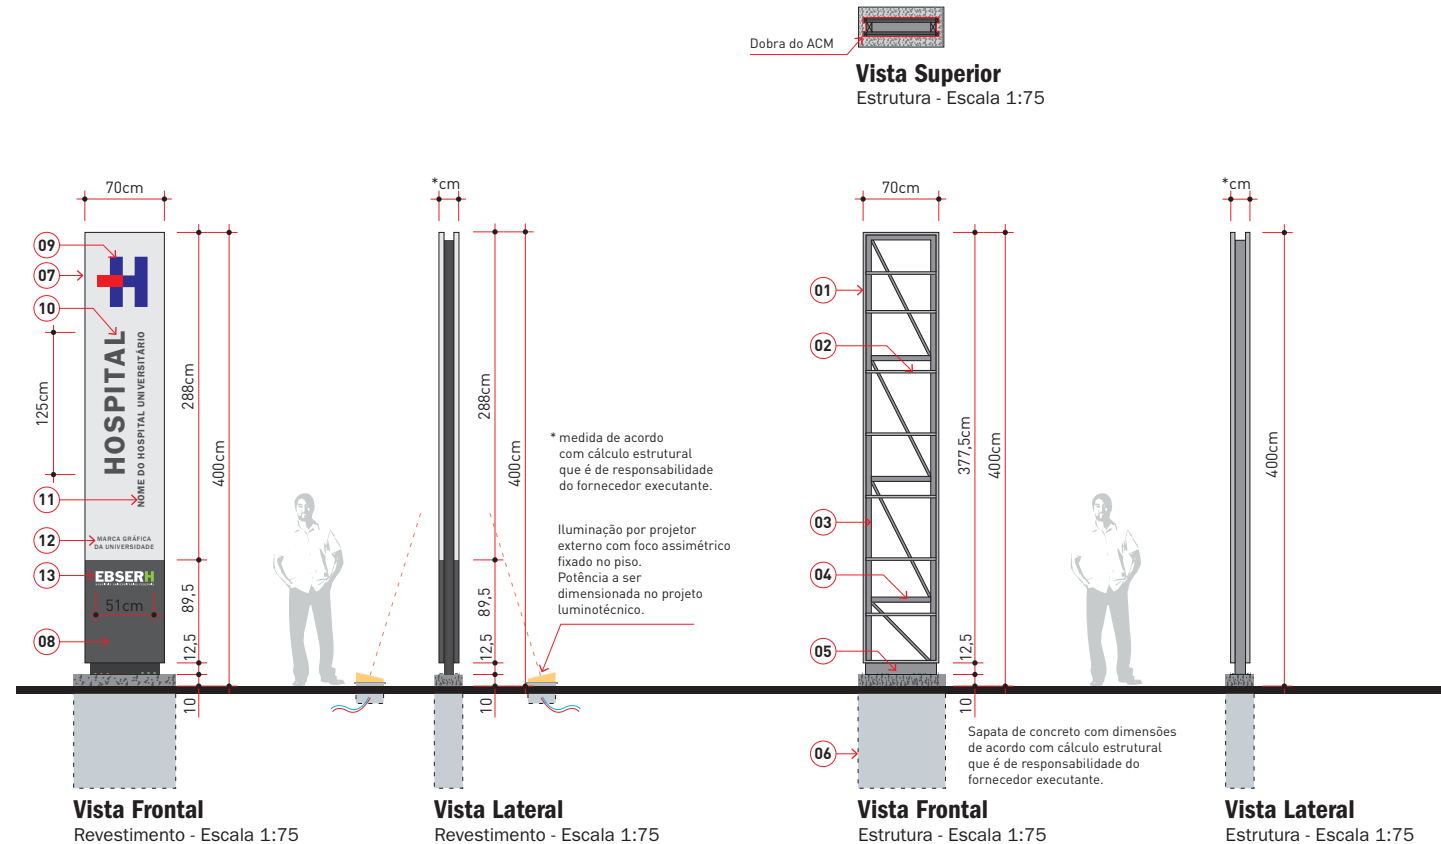 Dobra do ACM
Vista Superior
Estrutura - Escala 1:75
70cm
09
07
10
125cm
HOSPITAL
NOME DO HOSPITAL UNIVERSITÁRIO
11
12
MARCA GRÁFICA
DA UNIVERSIDADE
13
EBSERH
51cm
08
288cm
400cm
89,5
12,5
10
Vista Frontal
Revestimento - Escala 1:75
*cm
288cm
400cm
89,5
12,5
10
* medida de acordo
com cálculo estrutural
que é de responsabilidade
do fornecedor executante.
Iluminação por projetor
externo com foco assimétrico
fixado no piso.
Potência a ser
dimensionada no projeto
luminotécnico.
Vista Lateral
Revestimento - Escala 1:75
70cm
01
02
03
04
05
06
377,5cm
400cm
12,5
10
Sapata de concreto com dimensões
de acordo com cálculo estrutural
que é de responsabilidade do
fornecedor executante.
Vista Frontal
Estrutura - Escala 1:75
*cm
400cm
Vista Lateral
Estrutura - Escala 1:75